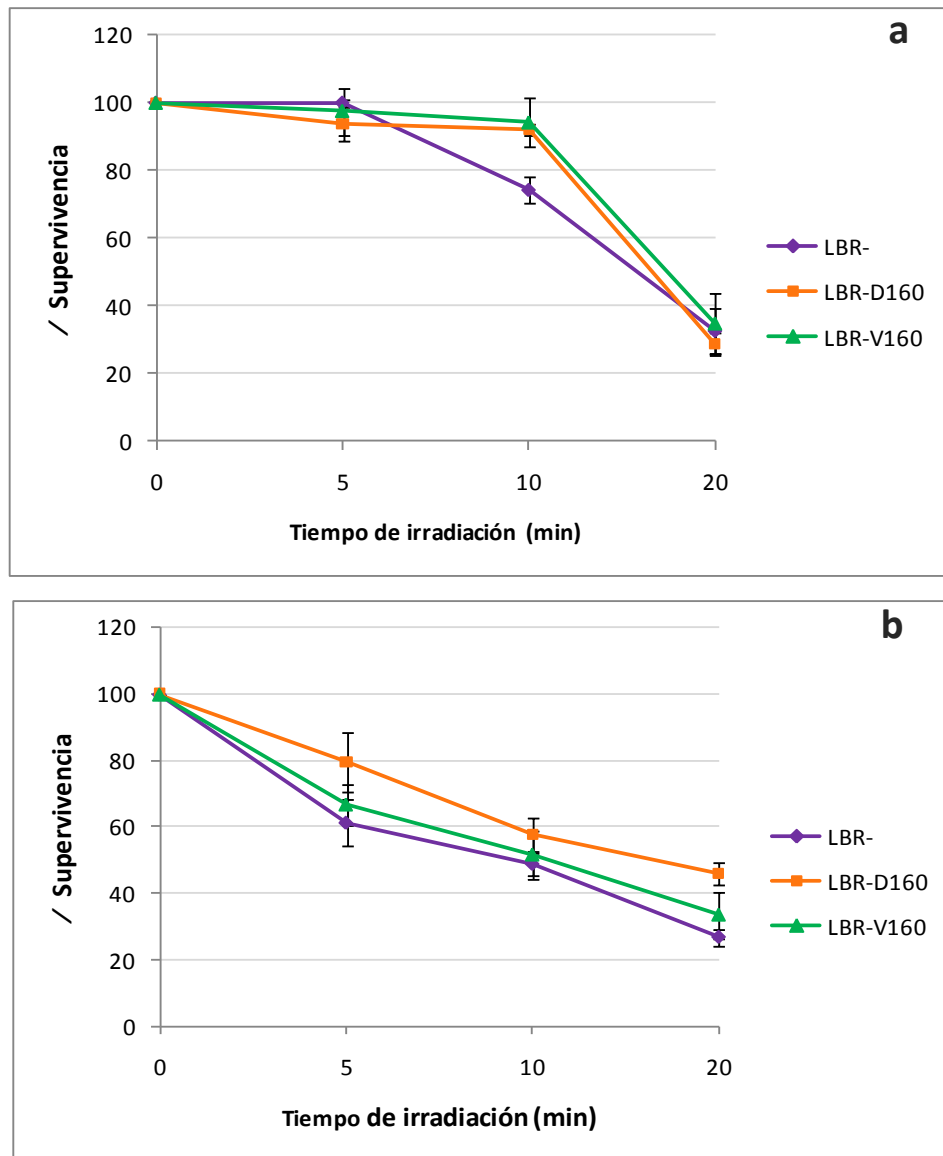 a
120
100
80
60
40
20
0
0 5 10 20
/ Supervivencia
Tiempo de irradiación (min)
LBR-
LBR-D160
LBR-V160
b
120
100
80
60
40
20
0
0 5 10 20
/ Supervivencia
Tiempo de irradiación (min)
LBR-
LBR-D160
LBR-V160